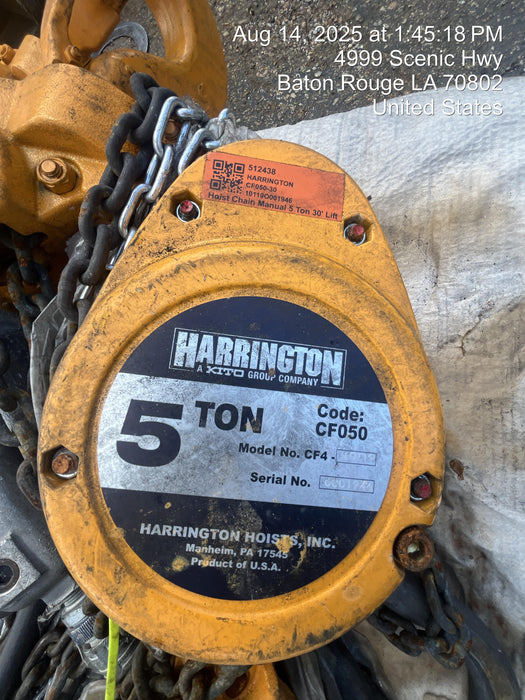 Aug 14, 2025 at 1:45:18 PM
4999 Scenic Hwy
Baton Rouge LA 70802
United States
512438
HARRINGTON
CF050-30
10119O001946
Hoist Chain Manual 5 Ton 30' Lift
HARRINGTON
A KITO GROUP COMPANY
5 TON
Code:
CF050
Model No. CF4 -
Serial No.
HARRINGTON HOISTS, INC.
Manheim, PA 17545
Product of U.S.A.